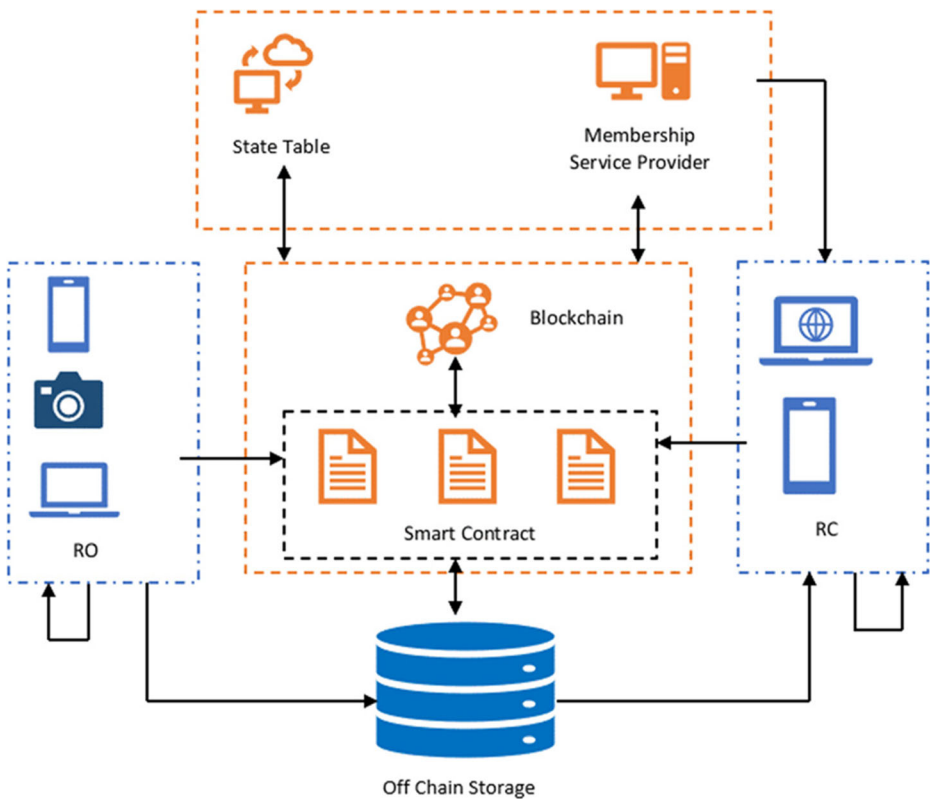 State Table
Membership
Service Provider
Blockchain
Smart Contract
RO
RC
Off Chain Storage